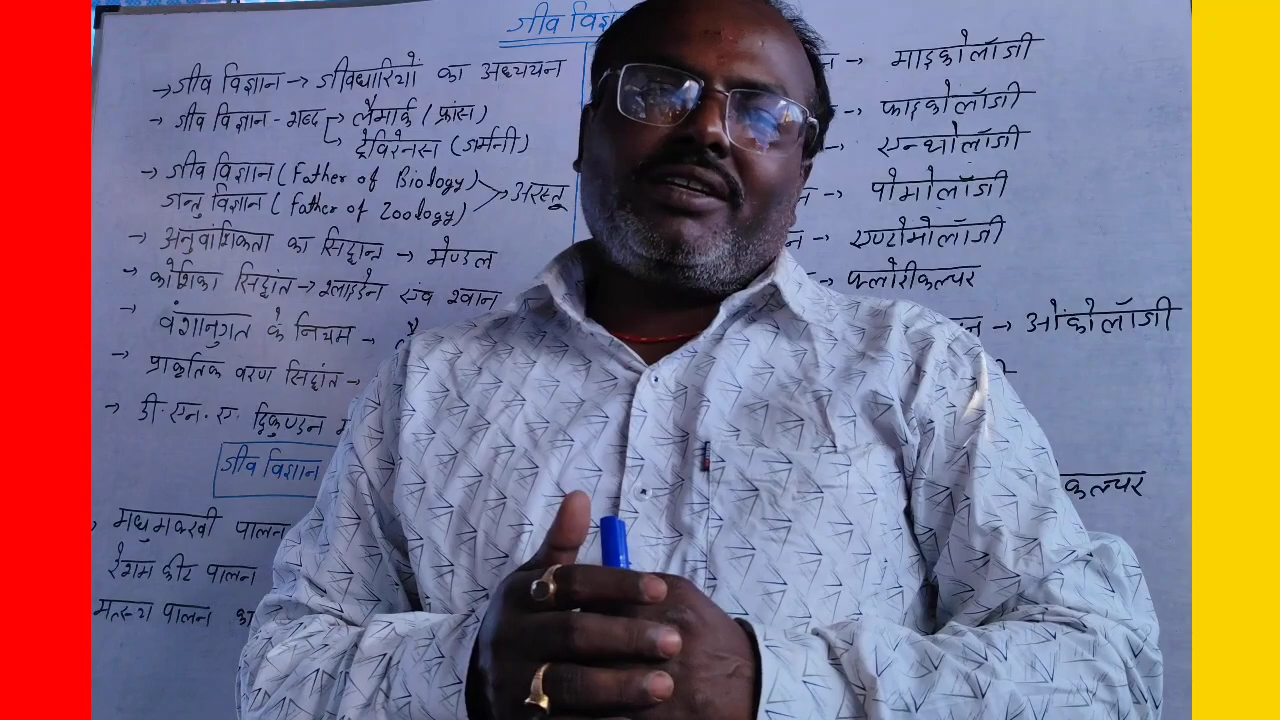 जीव विज्ञ
→ जीव विज्ञान → जीवधारियों का अध्ययन
→ जीव विज्ञान - शब्द → लैमार्क (फ्रांस)
→ ट्रेविरेनस (जर्मनी)
→ जीव विज्ञान (Father of Biology)
जन्तु विज्ञान (Father of Zoology) → अरस्तू
→ अनुवांशिकता का सिद्धान्त → मेण्डल
→ कोशिका सिद्धांत → श्लाइडेन एंव श्वान
→ वंशानुगत के नियम →
→ प्राकृतिक वरण सिद्धांत →
→ डी. एन. ए. द्विकुण्डन
जीव विज्ञान
मधुमक्खी पालन
रेशम कीट पालन
मत्स्य पालन का
न → माइकोलॉजी
→ फाइकोलॉजी
→ एन्थोलॉजी
→ पोमोलॉजी
न → एण्टोमोलॉजी
→ फ्लोरीकल्चर
न → ओंकोलॉजी
कल्चर